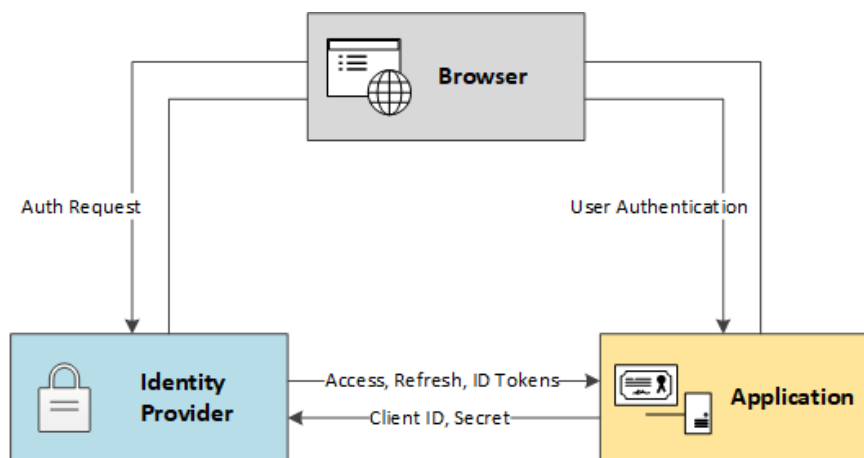 Browser
Auth Request
User Authentication
Identity
Provider
Access, Refresh, ID Tokens
Client ID, Secret
Application